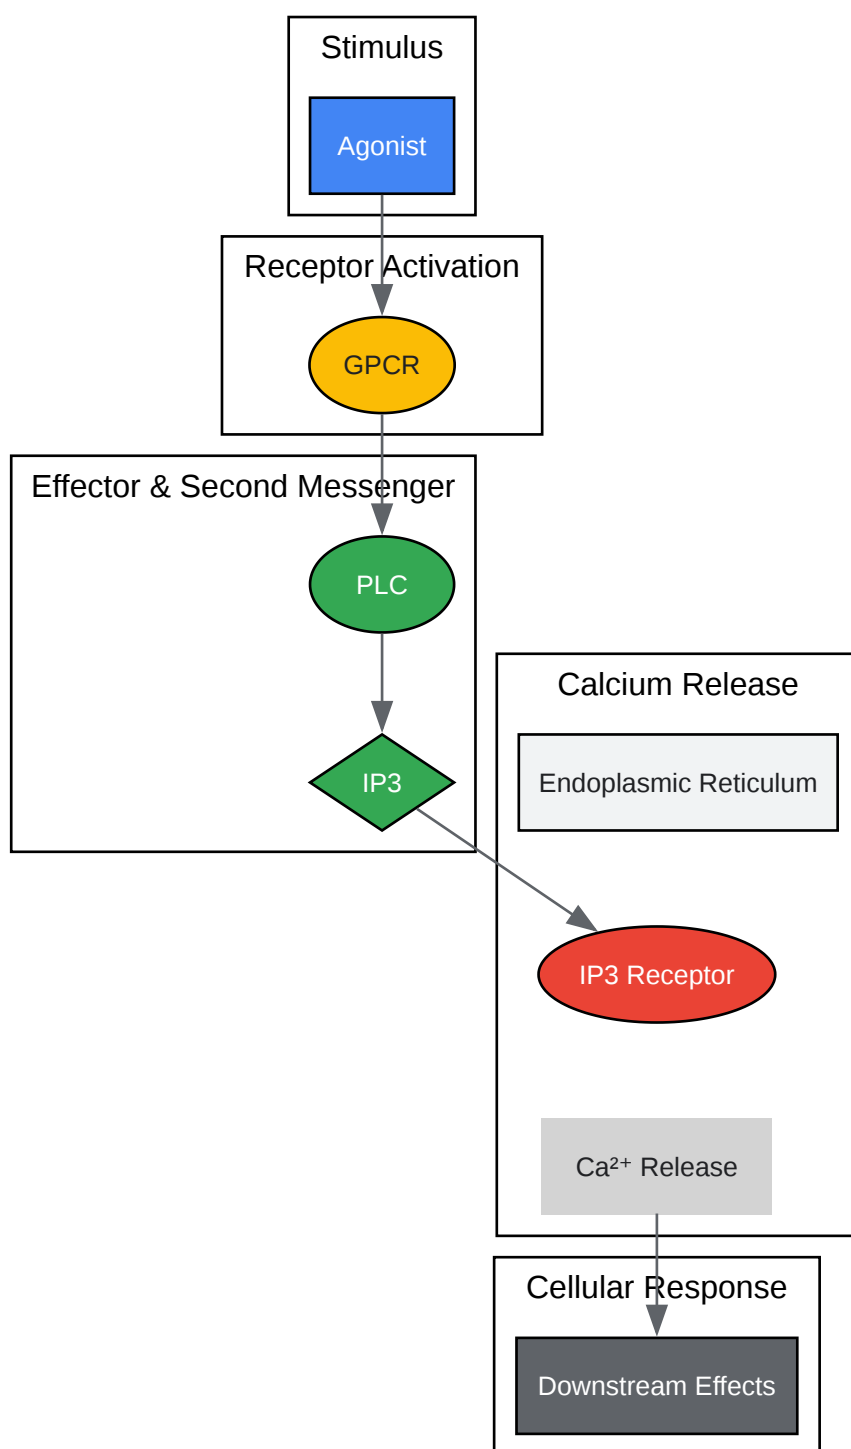 Stimulus
Agonist
Receptor Activation
GPCR
Effector & Second Messenger
PLC
Calcium Release
IP3
Endoplasmic Reticulum
IP3 Receptor
Ca²⁺ Release
Cellular Response
Downstream Effects